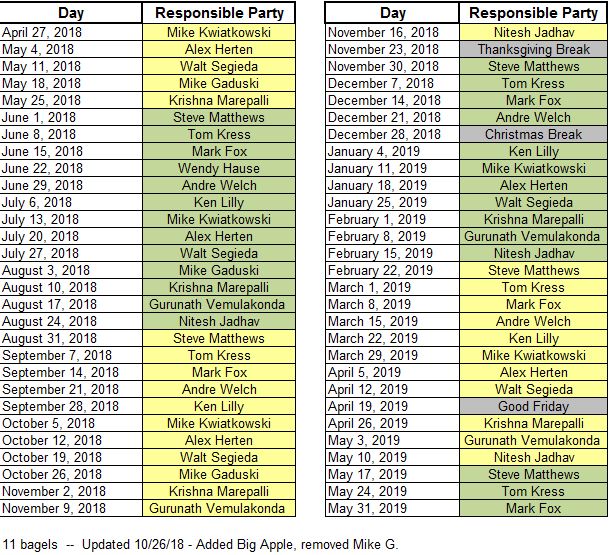 Day Responsible Party
April 27, 2018 Mike Kwiatkowski
May 4, 2018 Alex Herten
May 11, 2018 Walt Segieda
May 18, 2018 Mike Gaduski
May 25, 2018 Krishna Marepalli
June 1, 2018 Steve Matthews
June 8, 2018 Tom Kress
June 15, 2018 Mark Fox
June 22, 2018 Wendy Hause
June 29, 2018 Andre Welch
July 6, 2018 Ken Lilly
July 13, 2018 Mike Kwiatkowski
July 20, 2018 Alex Herten
July 27, 2018 Walt Segieda
August 3, 2018 Mike Gaduski
August 10, 2018 Krishna Marepalli
August 17, 2018 Gurunath Vemulakonda
August 24, 2018 Nitesh Jadhav
August 31, 2018 Steve Matthews
September 7, 2018 Tom Kress
September 14, 2018 Mark Fox
September 21, 2018 Andre Welch
September 28, 2018 Ken Lilly
October 5, 2018 Mike Kwiatkowski
October 12, 2018 Alex Herten
October 19, 2018 Walt Segieda
October 26, 2018 Mike Gaduski
November 2, 2018 Krishna Marepalli
November 9, 2018 Gurunath Vemulakonda
Day Responsible Party
November 16, 2018 Nitesh Jadhav
November 23, 2018 Thanksgiving Break
November 30, 2018 Steve Matthews
December 7, 2018 Tom Kress
December 14, 2018 Mark Fox
December 21, 2018 Andre Welch
December 28, 2018 Christmas Break
January 4, 2019 Ken Lilly
January 11, 2019 Mike Kwiatkowski
January 18, 2019 Alex Herten
January 25, 2019 Walt Segieda
February 1, 2019 Krishna Marepalli
February 8, 2019 Gurunath Vemulakonda
February 15, 2019 Nitesh Jadhav
February 22, 2019 Steve Matthews
March 1, 2019 Tom Kress
March 8, 2019 Mark Fox
March 15, 2019 Andre Welch
March 22, 2019 Ken Lilly
March 29, 2019 Mike Kwiatkowski
April 5, 2019 Alex Herten
April 12, 2019 Walt Segieda
April 19, 2019 Good Friday
April 26, 2019 Krishna Marepalli
May 3, 2019 Gurunath Vemulakonda
May 10, 2019 Nitesh Jadhav
May 17, 2019 Steve Matthews
May 24, 2019 Tom Kress
May 31, 2019 Mark Fox
11 bagels -- Updated 10/26/18 - Added Big Apple, removed Mike G.